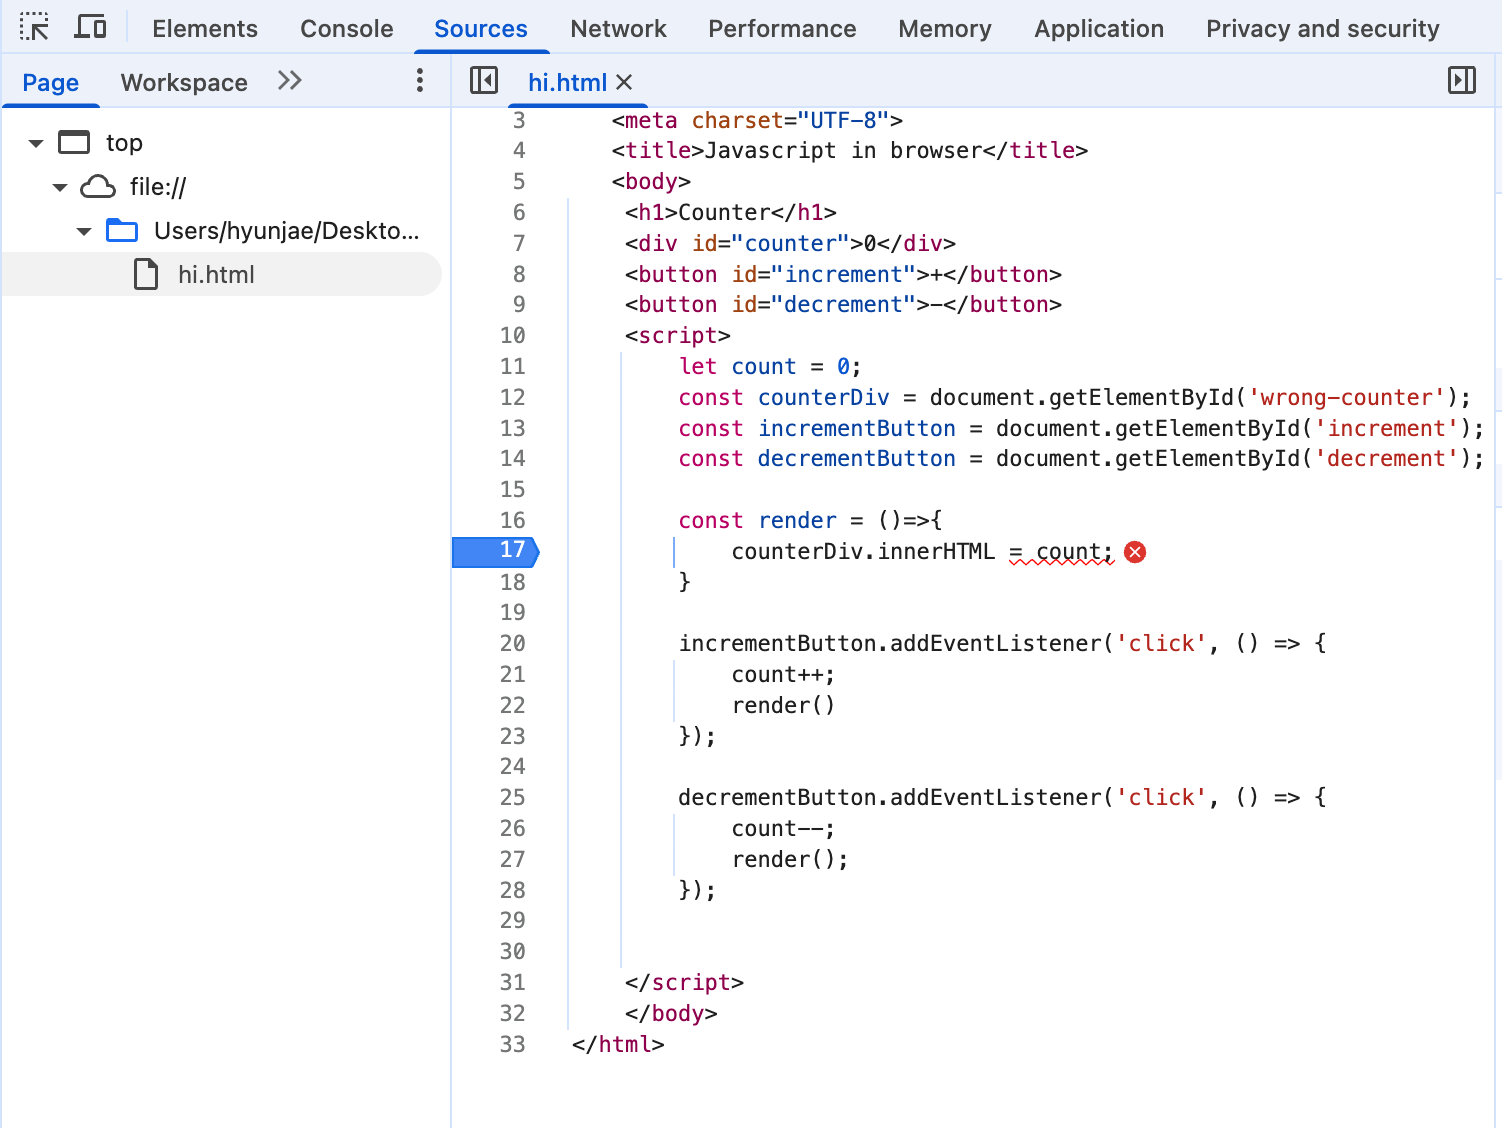 Elements Console Sources Network Performance Memory Application Privacy and security
Page Workspace
hi.html
top
file://
Users/hyunjae/Deskto...
hi.html
3 <meta charset="UTF-8">
4 <title>Javascript in browser</title>
5 <body>
6 <h1>Counter</h1>
7 <div id="counter">0</div>
8 <button id="increment">+</button>
9 <button id="decrement">-</button>
10 <script>
11 let count = 0;
12 const counterDiv = document.getElementById('wrong-counter');
13 const incrementButton = document.getElementById('increment');
14 const decrementButton = document.getElementById('decrement');
15
16 const render = ()=>{
17 counterDiv.innerHTML = count;
18 }
19
20 incrementButton.addEventListener('click', () => {
21 count++;
22 render()
23 });
24
25 decrementButton.addEventListener('click', () => {
26 count--;
27 render();
28 });
29
30
31 </script>
32 </body>
33 </html>